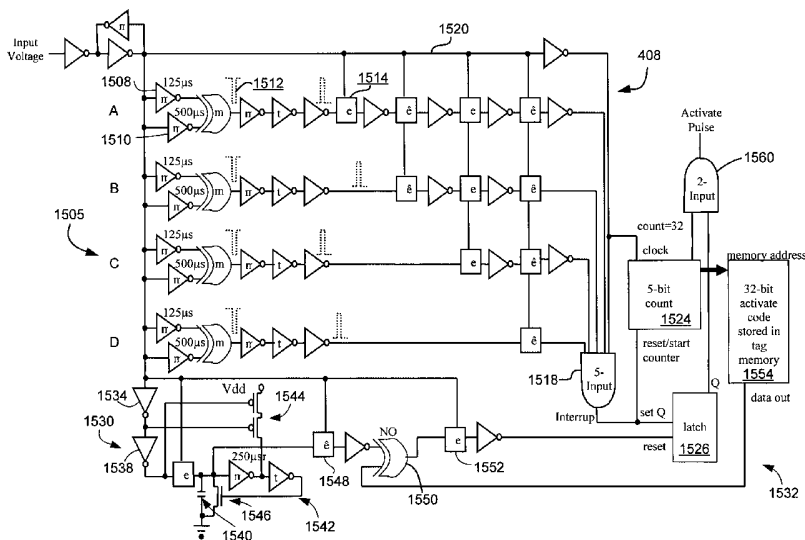 Input
Voltage
π
1520
408
1508
125μs
1512
1514
A
π
m
π
t
e
ê
e
ê
1510
500μs
π
Activate
Pulse
1560
2-
Input
B
125μs
π
500μs
π
m
π
t
ê
e
ê
1505
count=32
clock
memory address
C
125μs
π
500μs
π
m
π
t
e
ê
5-bit
count
1524
32-bit
activate
code
stored in
tag
memory
1554
D
125μs
π
500μs
π
m
π
t
ê
reset/start
counter
1518
5-
Input
1534
Vdd
1544
Interrup
set Q
Q
data out
1530
1538
NO
ê
e
latch
1526
reset
e
250μsr
π
t
1548
1552
1550
1532
1540
1546
1542